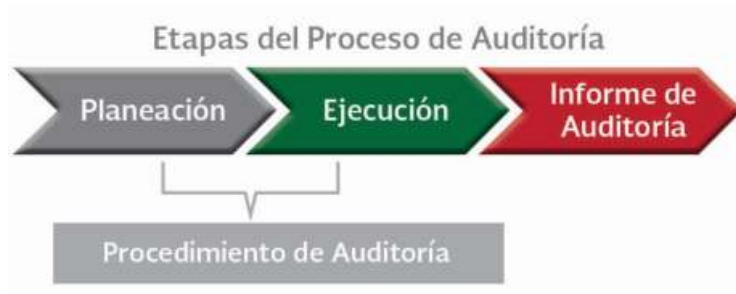 Etapas del Proceso de Auditoría
Planeación
Ejecución
Informe de
Auditoría
Procedimiento de Auditoría